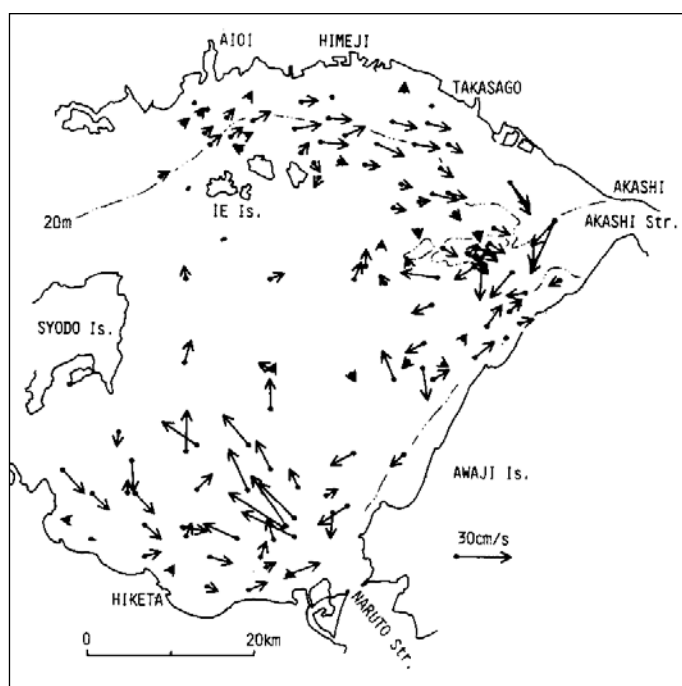 AIOI
HIMEJI
TAKASAGO
AKASHI
20m
IE Is.
AKASHI Str.
SYODO Is.
AWAJI Is.
30cm/s
HIKETA
NARUTO Str.
0
20km